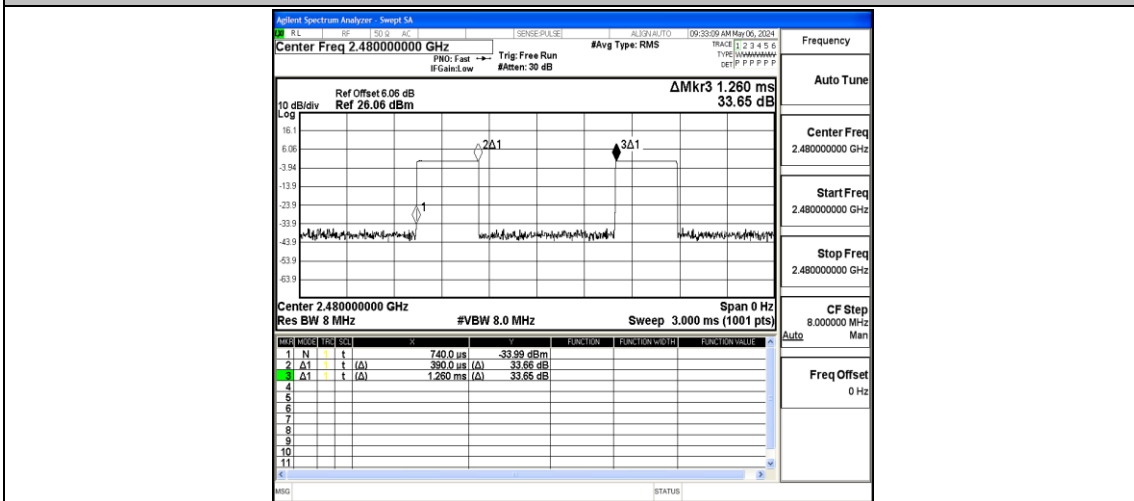 Agilent Spectrum Analyzer - Swept SA
RL RF 50 Ω AC SENSE:PULSE ALIGNAUTO 09:33:09 AM May 06, 2024
Center Freq 2.480000000 GHz #Avg Type: RMS TRACE 1 2 3 4 5 6
PNO: Fast Trig: Free Run TYPE
IFGain:Low #Atten: 30 dB DET P P P P P P
Frequency
Auto Tune
Center Freq
2.480000000 GHz
Start Freq
2.480000000 GHz
Stop Freq
2.480000000 GHz
CF Step
8.000000 MHz
Auto Man
Freq Offset
0 Hz
ΔMkr3 1.260 ms
33.65 dB
Ref Offset 6.06 dB
10 dB/div Ref 26.06 dBm
Log
16.1
6.06
-3.94
-13.9
-23.9
-33.9
-43.9
-53.9
-63.9
2Δ1
3Δ1
1
Center 2.480000000 GHz Span 0 Hz
Res BW 8 MHz #VBW 8.0 MHz Sweep 3.000 ms (1001 pts)
MKR MODE TRC SCL X Y FUNCTION FUNCTION WIDTH FUNCTION VALUE
1 N 1 t 740.0 µs -33.99 dBm
2 Δ1 1 t (Δ) 390.0 µs (Δ) 33.66 dB
3 Δ1 1 t (Δ) 1.260 ms (Δ) 33.65 dB
4
5
6
7
8
9
10
11
MSG STATUS